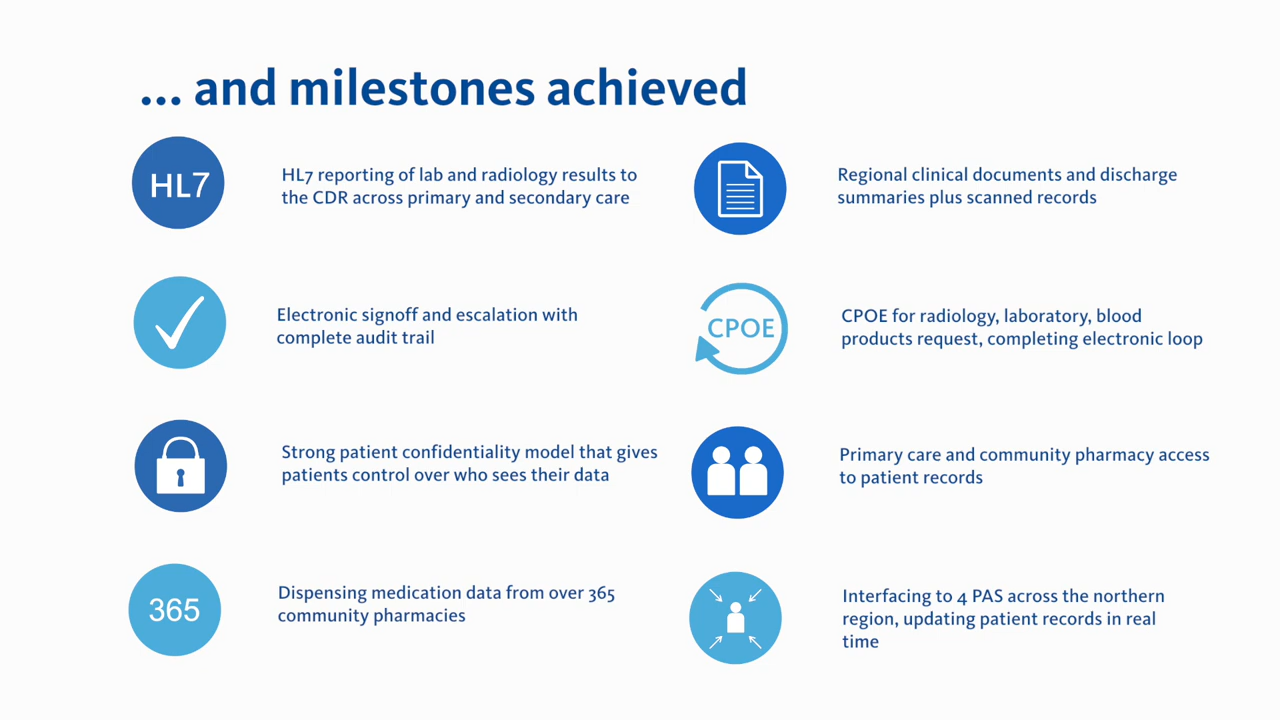 ... and milestones achieved
HL7
HL7 reporting of lab and radiology results to
the CDR across primary and secondary care
Regional clinical documents and discharge
summaries plus scanned records
Electronic signoff and escalation with
complete audit trail
CPOE
CPOE for radiology, laboratory, blood
products request, completing electronic loop
Strong patient confidentiality model that gives
patients control over who sees their data
Primary care and community pharmacy access
to patient records
365
Dispensing medication data from over 365
community pharmacies
Interfacing to 4 PAS across the northern
region, updating patient records in real
time